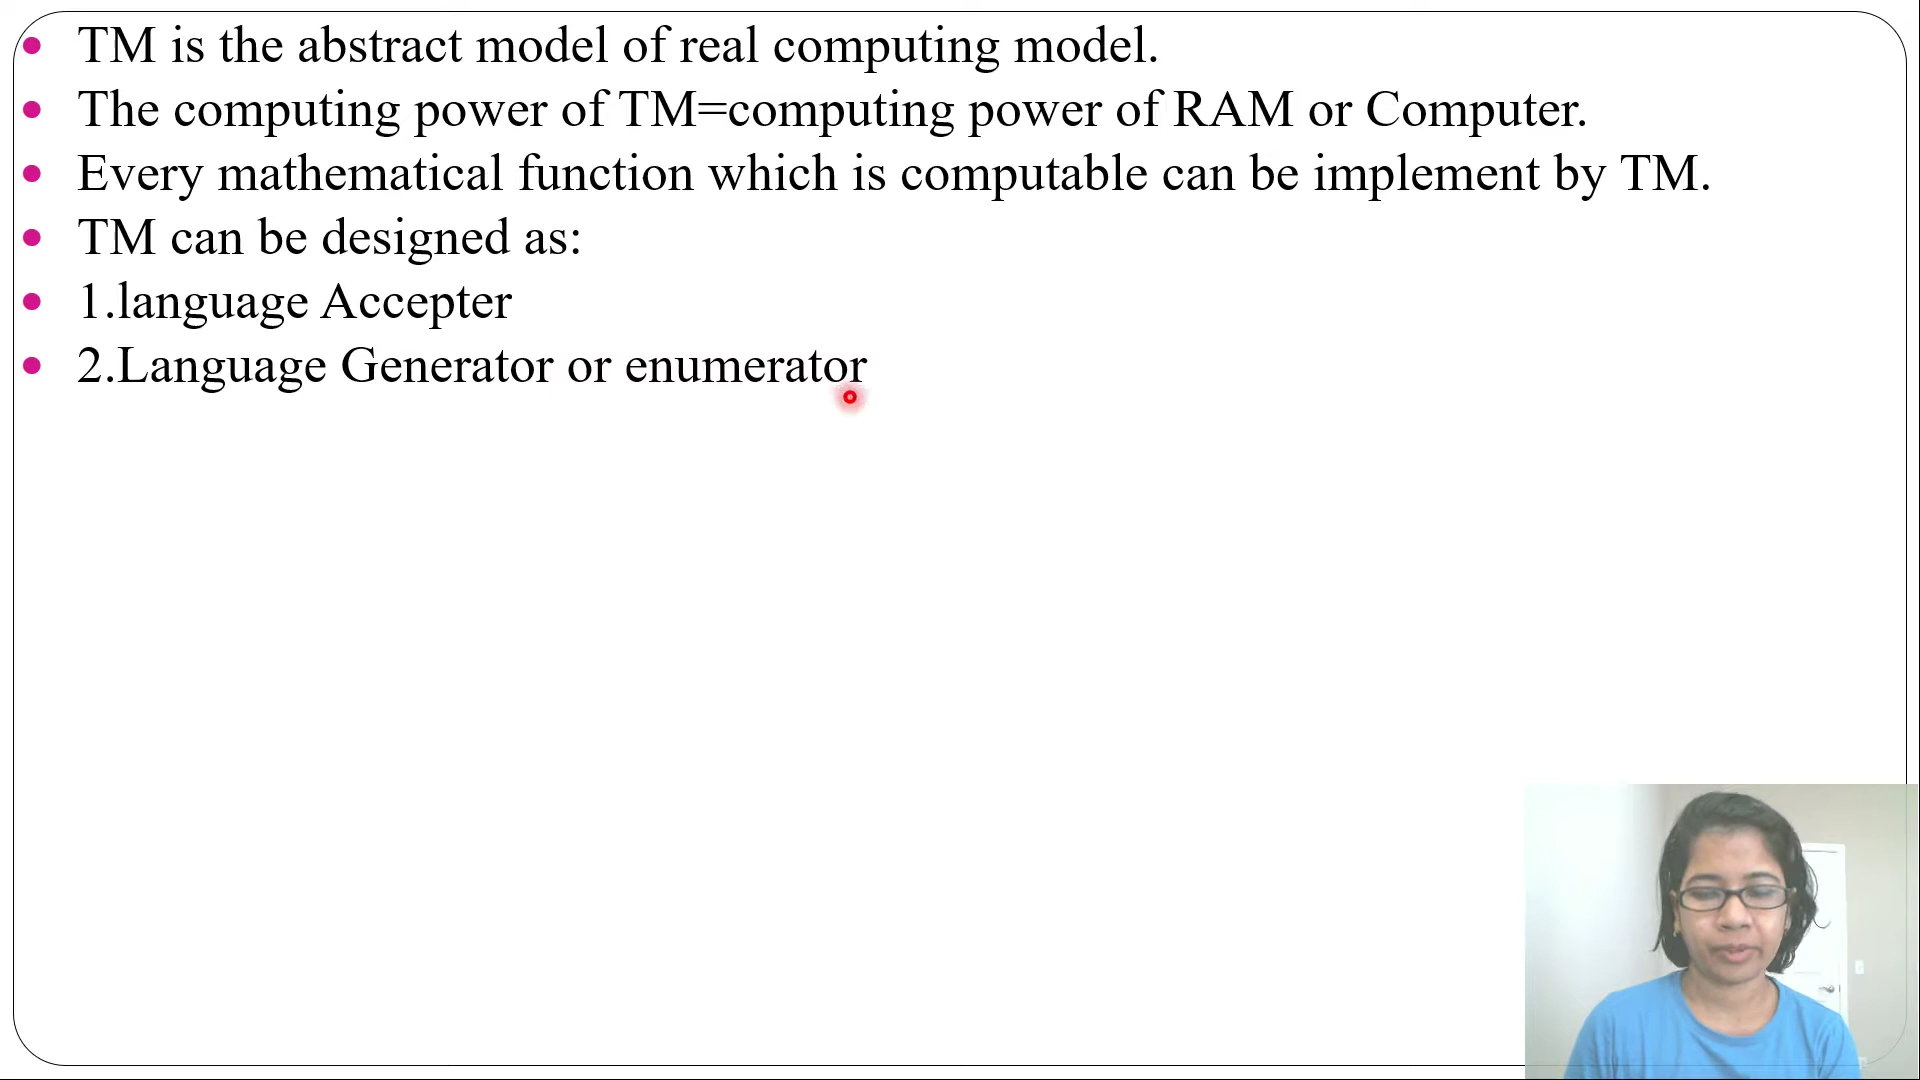 TM is the abstract model of real computing model.
The computing power of TM=computing power of RAM or Computer.
Every mathematical function which is computable can be implement by TM.
TM can be designed as:
1.language Accepter
2.Language Generator or enumerator